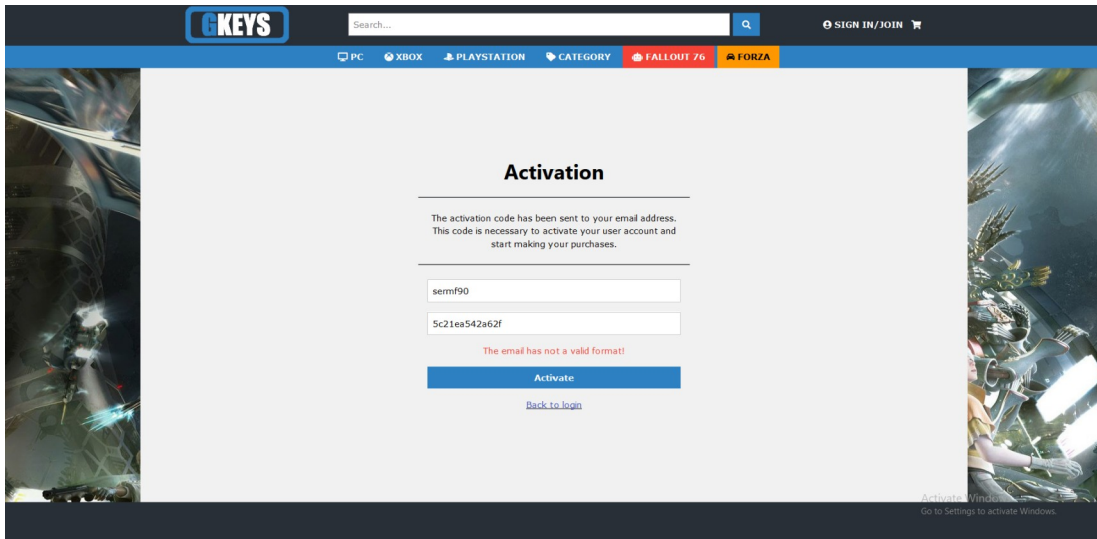 GKEYS
Search...
SIGN IN/JOIN
PC XBOX PLAYSTATION CATEGORY FALLOUT 76 FORZA
Activation
The activation code has been sent to your email address.
This code is necessary to activate your user account and
start making your purchases.
sermf90
5c21ea542a62f
The email has not a valid format!
Activate
Back to login
Activate Windows
Go to Settings to activate Windows.